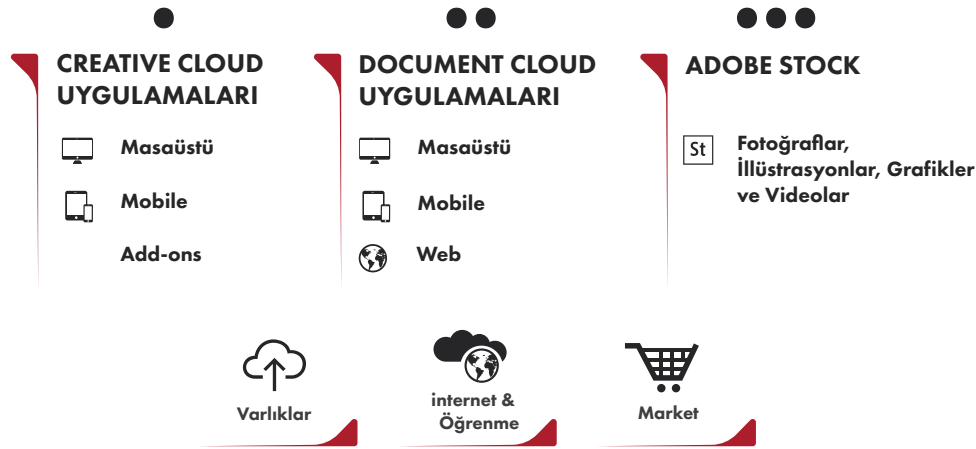 CREATIVE CLOUD
UYGULAMALARI
Masaüstü
Mobile
Add-ons
DOCUMENT CLOUD
UYGULAMALARI
Masaüstü
Mobile
Web
ADOBE STOCK
St
Fotoğraflar,
İllüstrasyonlar, Grafikler
ve Videolar
Varlıklar
internet &
Öğrenme
Market